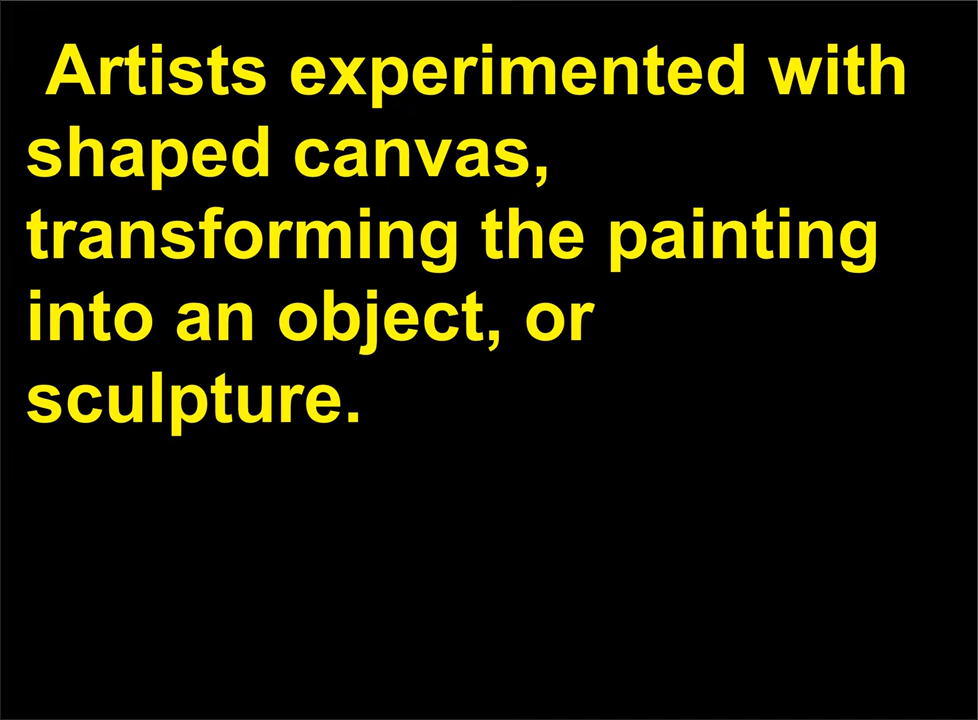 Artists experimented with
shaped canvas,
transforming the painting
into an object, or
sculpture.